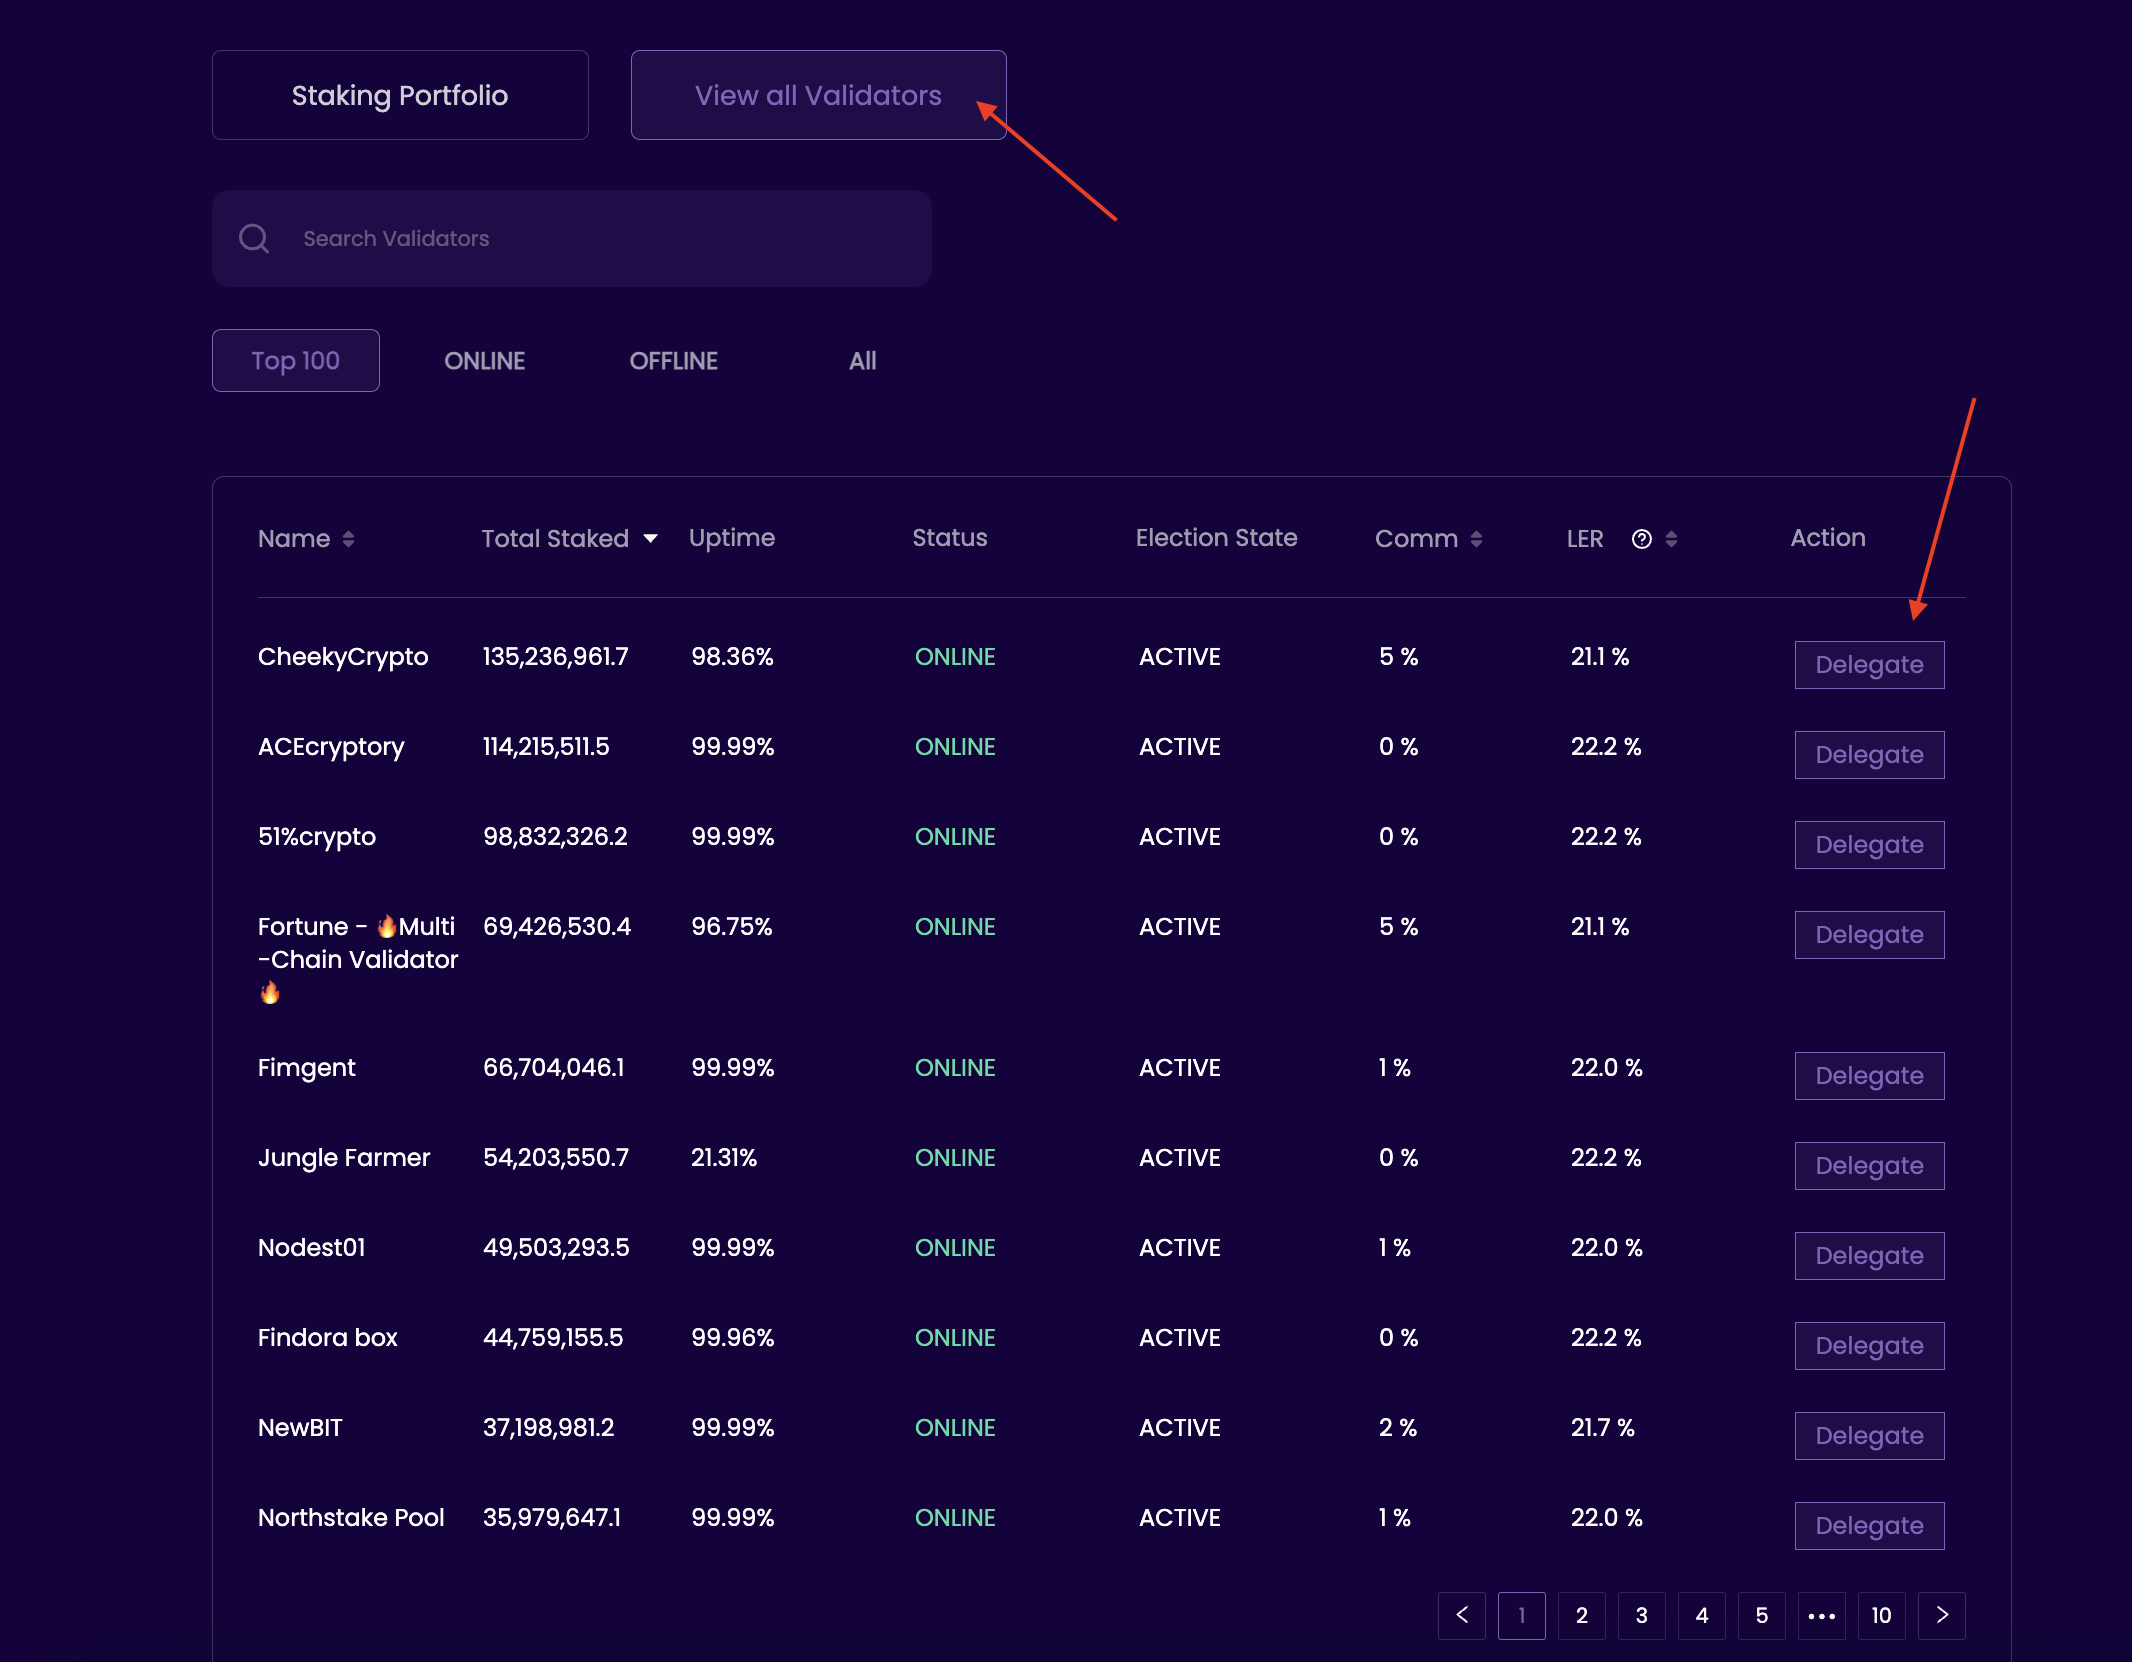 Staking Portfolio
View all Validators
Search Validators
Top 100 ONLINE OFFLINE All
Name Total Staked Uptime Status Election State Comm LER ? Action
CheekyCrypto 135,236,961.7 98.36% ONLINE ACTIVE 5 % 21.1 % Delegate
ACEcryptory 114,215,511.5 99.99% ONLINE ACTIVE 0 % 22.2 % Delegate
51%crypto 98,832,326.2 99.99% ONLINE ACTIVE 0 % 22.2 % Delegate
Fortune - 🔥Multi 69,426,530.4 96.75% ONLINE ACTIVE 5 % 21.1 % Delegate
-Chain Validator
🔥
Fimgent 66,704,046.1 99.99% ONLINE ACTIVE 1 % 22.0 % Delegate
Jungle Farmer 54,203,550.7 21.31% ONLINE ACTIVE 0 % 22.2 % Delegate
Nodest01 49,503,293.5 99.99% ONLINE ACTIVE 1 % 22.0 % Delegate
Findora box 44,759,155.5 99.96% ONLINE ACTIVE 0 % 22.2 % Delegate
NewBIT 37,198,981.2 99.99% ONLINE ACTIVE 2 % 21.7 % Delegate
Northstake Pool 35,979,647.1 99.99% ONLINE ACTIVE 1 % 22.0 % Delegate
< 1 2 3 4 5 ••• 10 >